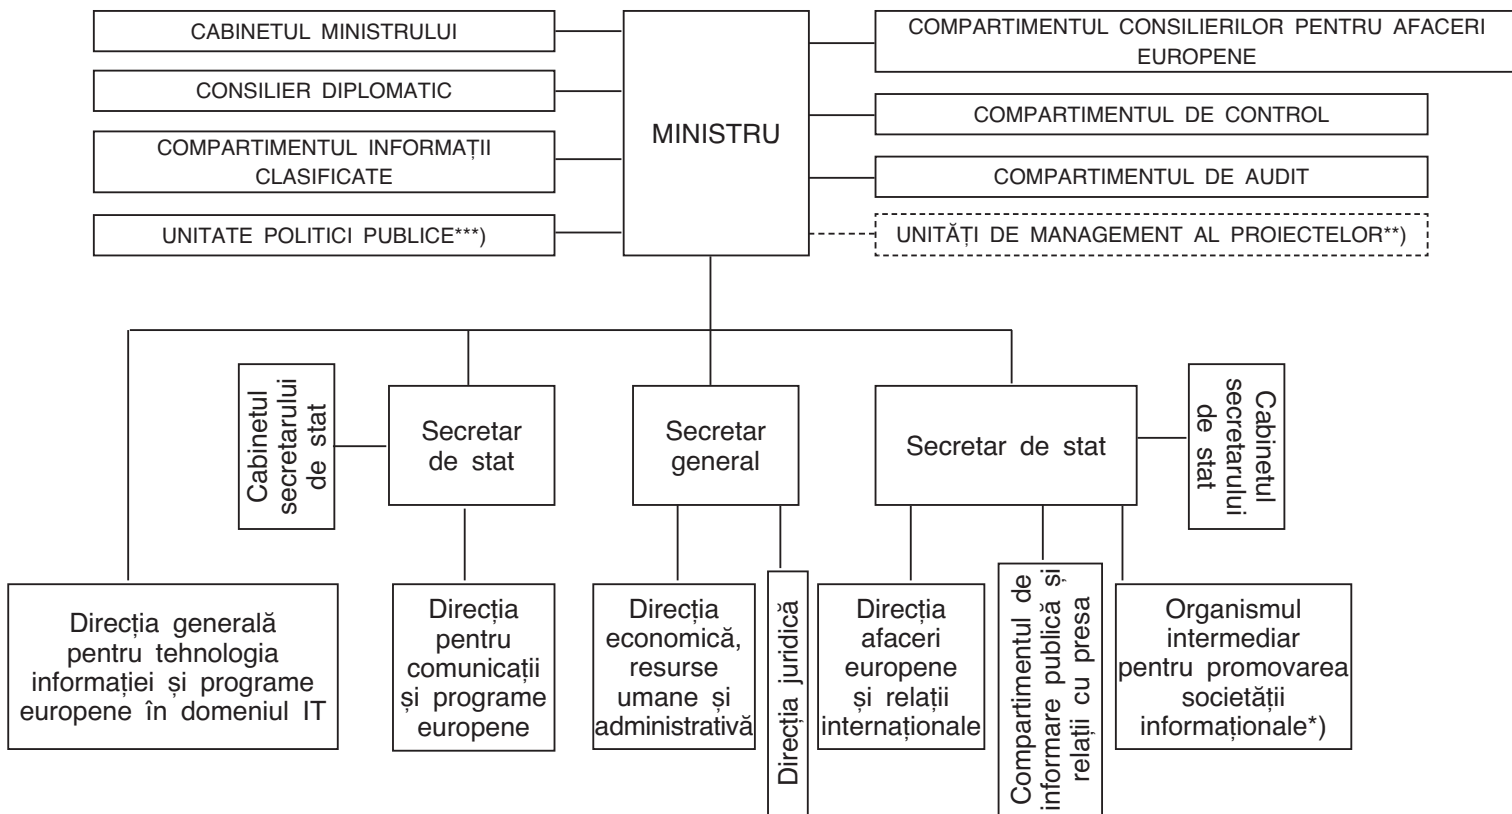 CABINETUL MINISTRULUI
CONSILIER DIPLOMATIC
COMPARTIMENTUL INFORMAȚII
CLASIFICATE
UNITATE POLITICI PUBLICE***)
MINISTRU
COMPARTIMENTUL CONSILIERILOR PENTRU AFACERI
EUROPENE
COMPARTIMENTUL DE CONTROL
COMPARTIMENTUL DE AUDIT
UNITĂȚI DE MANAGEMENT AL PROIECTELOR**)
Cabinetul
secretarului
de stat
Secretar
de stat
Secretar
general
Secretar de stat
Cabinetul
secretarului
de stat
Direcția generală
pentru tehnologia
informației și programe
europene în domeniul IT
Direcția
pentru
comunicații
și programe
europene
Direcția
economică,
resurse
umane și
administrativă
Direcția juridică
Direcția
afaceri
europene
și relații
internaționale
Compartimentul de
informare publică și
relații cu presa
Organismul
intermediar
pentru promovarea
societății
informaționale*)